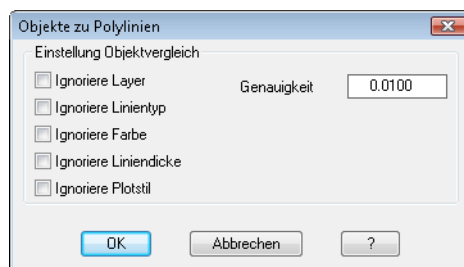 Objekte zu Polylinien
Einstellung Objektvergleich
Ignoriere Layer
Genauigkeit 0.0100
Ignoriere Linientyp
Ignoriere Farbe
Ignoriere Liniendicke
Ignoriere Plotstil
OK Abbrechen ?